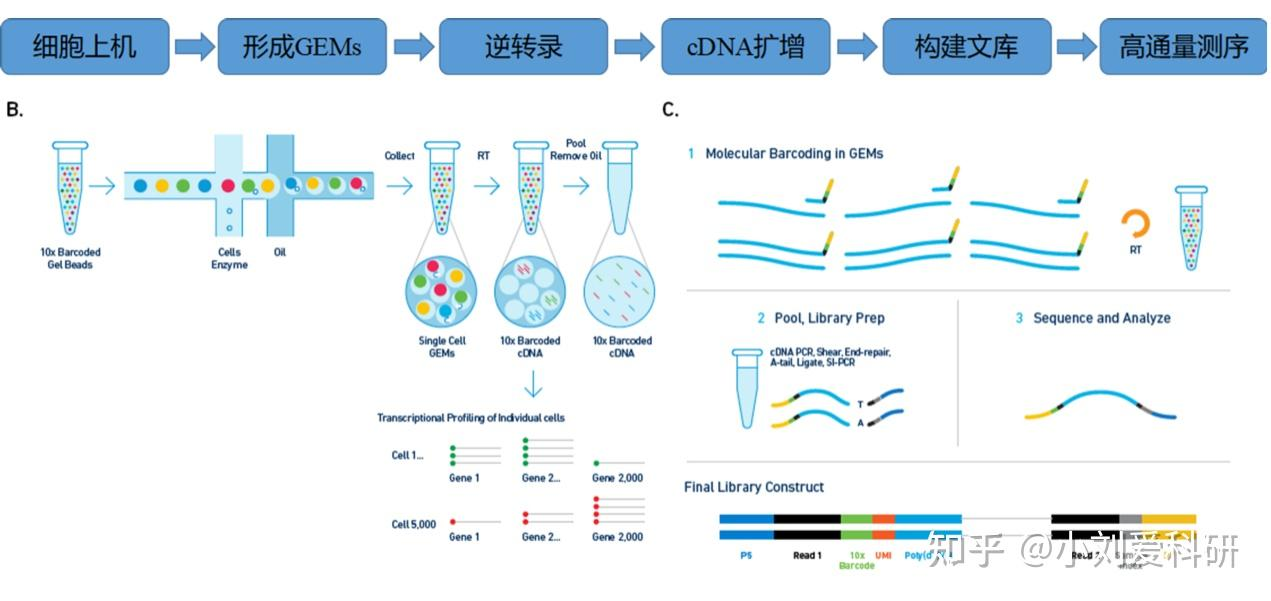 细胞上机
形成GEMs
逆转录
cDNA扩增
构建文库
高通量测序
B.
10x Barcoded
Gel Beads
Cells
Enzyme
Oil
Collect
RT
Pool
Remove Oil
Single Cell
GEMs
10x Barcoded
cDNA
10x Barcoded
cDNA
Transcriptional Profiling of Individual cells
Cell 1...
Gene 1
Gene 2...
Gene 2,000
Cell 5,000
Gene 1
Gene 2...
Gene 2,000
C.
1 Molecular Barcoding in GEMs
RT
2 Pool, Library Prep
cDNA PCR, Shear, End-repair,
A-tail, Ligate, SI-PCR
T
A
3 Sequence and Analyze
Final Library Construct
P5
Read 1
10x
Barcode
UMI
Index
知乎 @小刘爱科研